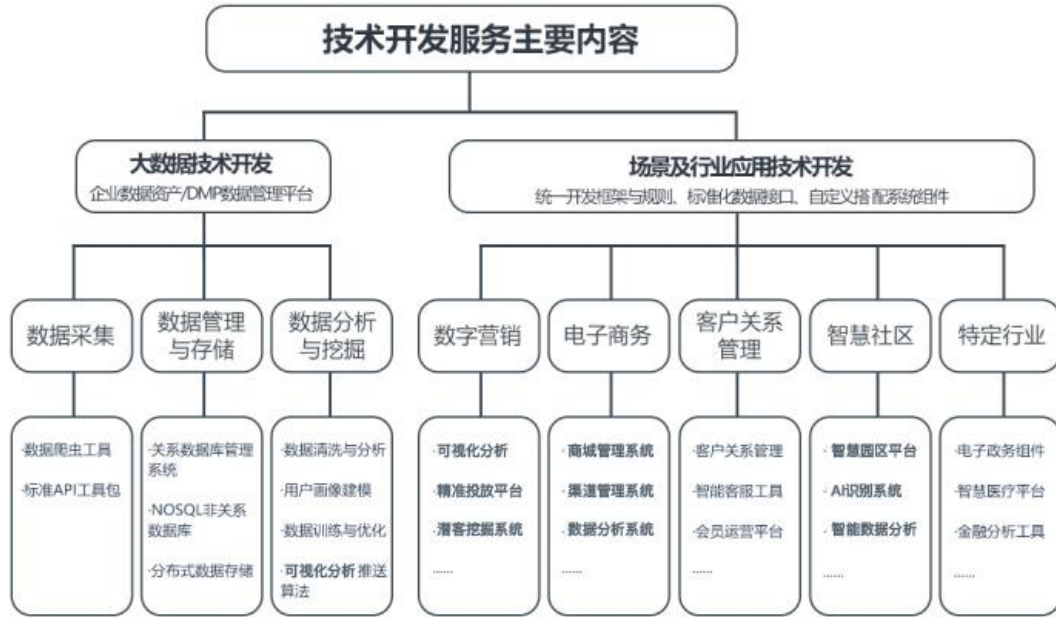 技术开发服务主要内容
大数据技术开发
企业数据资产/DMP数据管理平台
场景及行业应用技术开发
统一开发框架与规则、标准化数据接口、自定义搭配系统组件
数据采集
数据管理
与存储
数据分析
与挖掘
数字营销
电子商务
客户关系
管理
智慧社区
特定行业
·数据爬虫工具
·标准API工具包
·关系数据库管理
系统
·NOSQL非关系
数据库
·分布式数据存储
·数据清洗与分析
·用户画像建模
·数据训练与优化
·可视化分析推送
算法
·可视化分析
·精准投放平台
·潜客挖掘系统
......
·商城管理系统
·渠道管理系统
·数据分析系统
......
·客户关系管理
·智能客服工具
·会员运营平台
......
·智慧园区平台
·AI识别系统
·智能数据分析
......
·电子政务组件
·智慧医疗平台
·金融分析工具
......